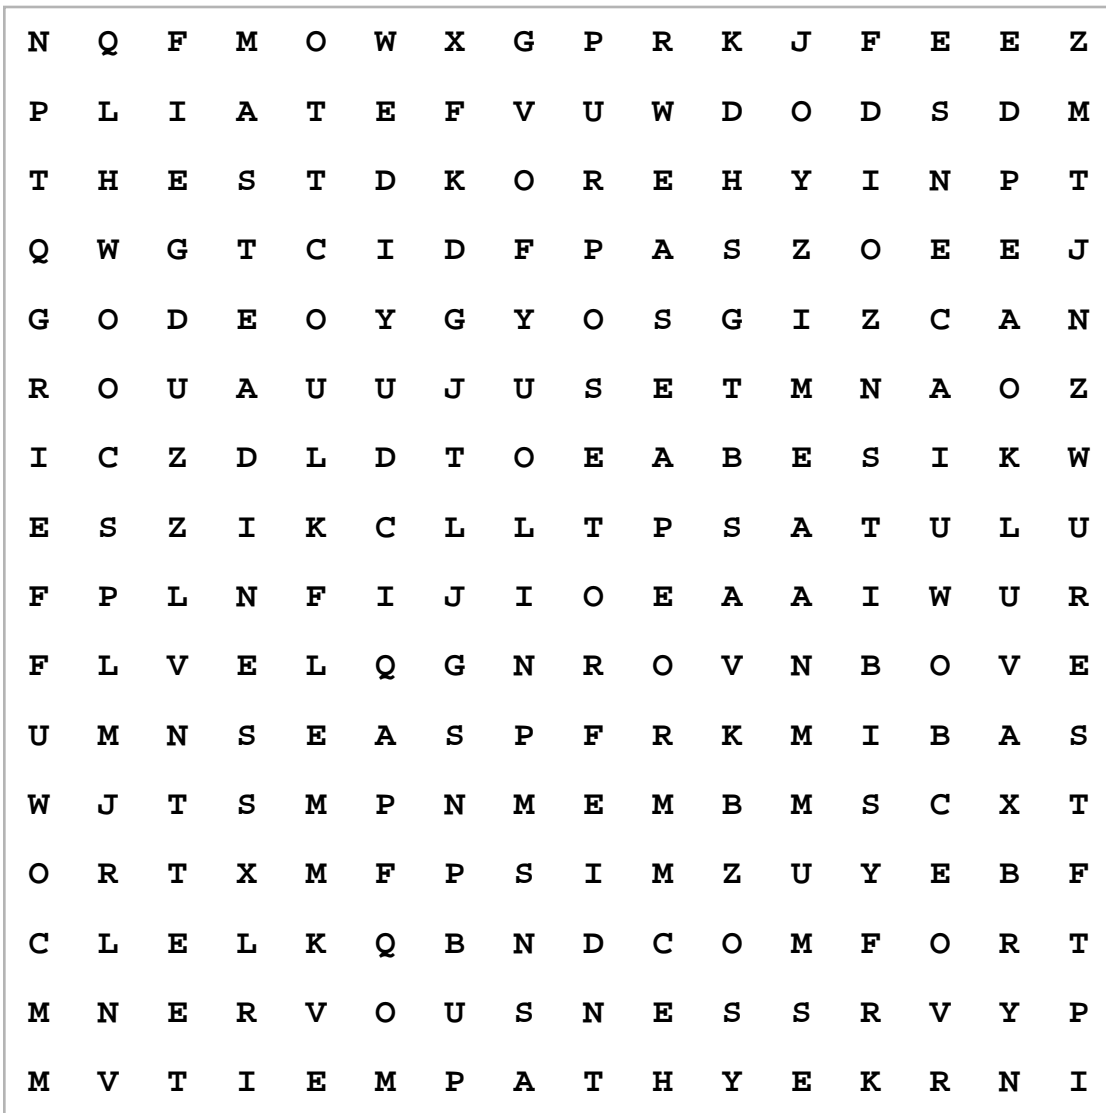 N Q F M O W X G P R K J F E E Z
P L I A T E F V U W D O D S D M
T H E S T D K O R E H Y I N P T
Q W G T C I D F P A S Z O E E J
G O D E O Y G Y O S G I Z C A N
R O U A U U J U S E T M N A O Z
I C Z D L D T O E A B E S I K W
E S Z I K C L L T P S A T U L U
F P L N F I J I O E A A I W U R
F L V E L Q G N R O V N B O V E
U M N S E A S P F R K M I B A S
W J T S M P N M E M B M S C X T
O R T X M F P S I M Z U Y E B F
C L E L K Q B N D C O M F O R T
M N E R V O U S N E S S R V Y P
M V T I E M P A T H Y E K R N I